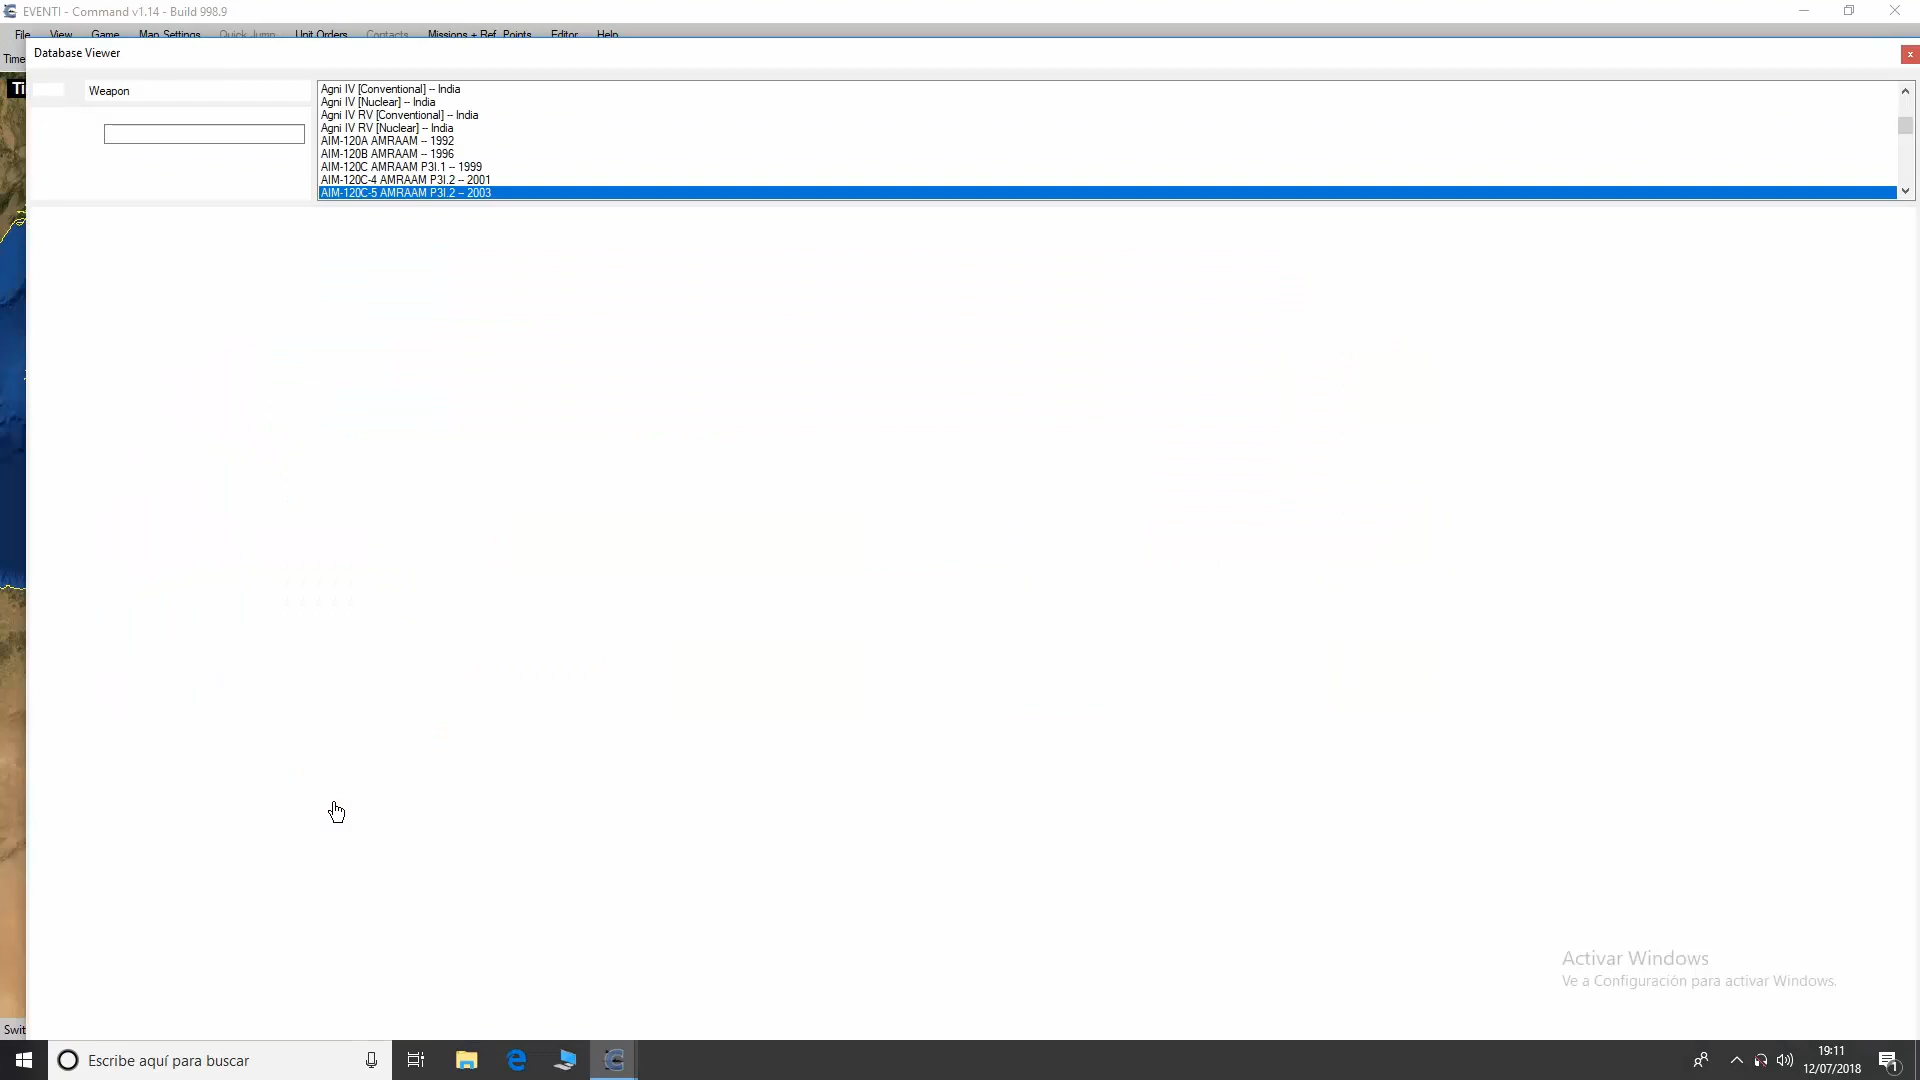 EVENTI - Command v1.14 - Build 998.9
File View Game Map Settings Quick Jump Unit Orders Contacts Missions + Ref. Points Editor Help
Time
Database Viewer
Ti
Weapon
Agni IV [Conventional] -- India
Agni IV [Nuclear] -- India
Agni IV RV [Conventional] -- India
Agni IV RV [Nuclear] -- India
AIM-120A AMRAAM -- 1992
AIM-120B AMRAAM -- 1996
AIM-120C AMRAAM P3I.1 -- 1999
AIM-120C-4 AMRAAM P3I.2 -- 2001
AIM-120C-5 AMRAAM P3I.2 -- 2003
Activar Windows
Ve a Configuración para activar Windows.
Swit
Escribe aquí para buscar
19:11
12/07/2018
1